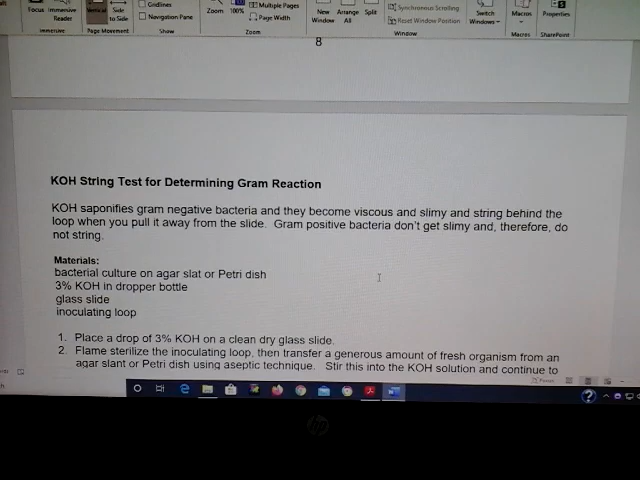 Focus Immersive Reader
Vertical Side to Side
Gridlines
Navigation Pane
Zoom 100% Multiple Pages
Page Width
New Window Arrange All Split
Synchronous Scrolling
Reset Window Position
Switch Windows
Macros
Properties
Immersive Page Movement Show Zoom Window Macros SharePoint
8
KOH String Test for Determining Gram Reaction
KOH saponifies gram negative bacteria and they become viscous and slimy and string behind the
loop when you pull it away from the slide. Gram positive bacteria don't get slimy and, therefore, do
not string.
Materials:
bacterial culture on agar slat or Petri dish
3% KOH in dropper bottle
glass slide
inoculating loop
1. Place a drop of 3% KOH on a clean dry glass slide.
2. Flame sterilize the inoculating loop, then transfer a generous amount of fresh organism from an
agar slant or Petri dish using aseptic technique. Stir this into the KOH solution and continue to
Focus
hp